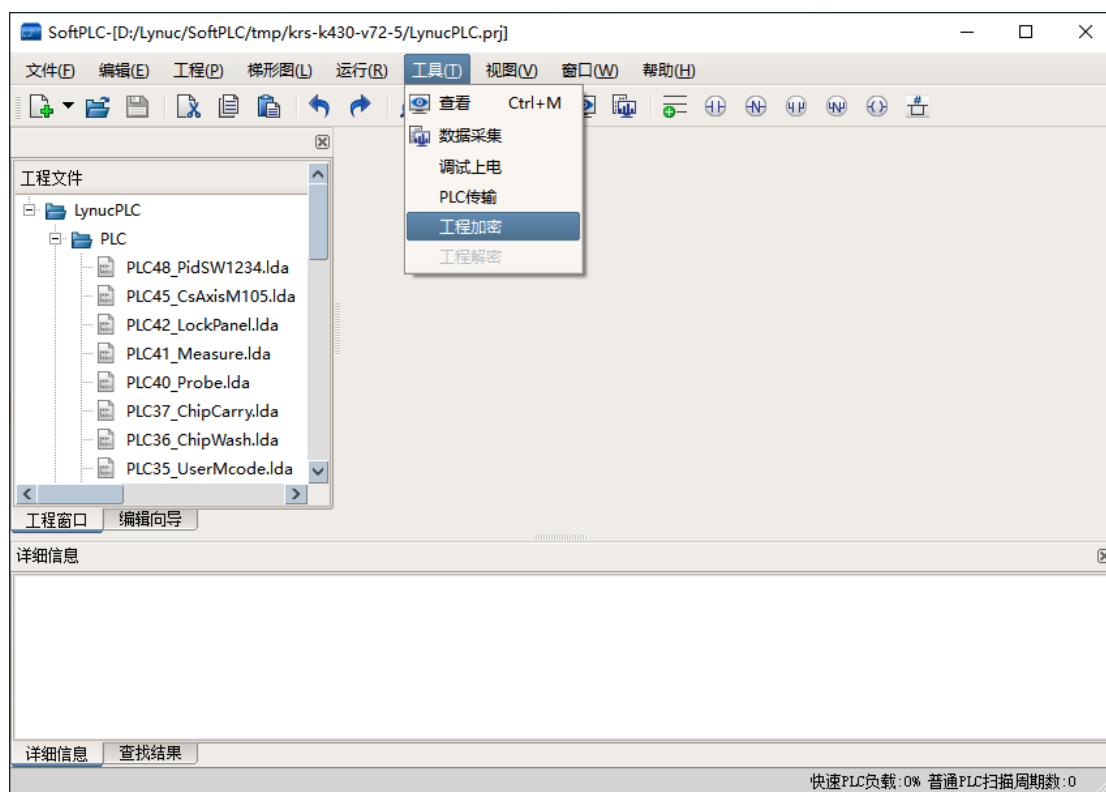 SoftPLC-[D:/Lynuc/SoftPLC/tmp/krs-k430-v72-5/LynucPLC.prj]
文件(F) 编辑(E) 工程(P) 梯形图(L) 运行(R) 工具(T) 视图(V) 窗口(W) 帮助(H)
查看 Ctrl+M
数据采集
调试上电
PLC传输
工程加密
工程解密
工程文件
LynucPLC
PLC
PLC48_PidSW1234.lda
PLC45_CsAxisM105.lda
PLC42_LockPanel.lda
PLC41_Measure.lda
PLC40_Probe.lda
PLC37_ChipCarry.lda
PLC36_ChipWash.lda
PLC35_UserMcode.lda
工程窗口 编辑向导
详细信息
详细信息 查找结果
快速PLC负载:0% 普通PLC扫描周期数:0